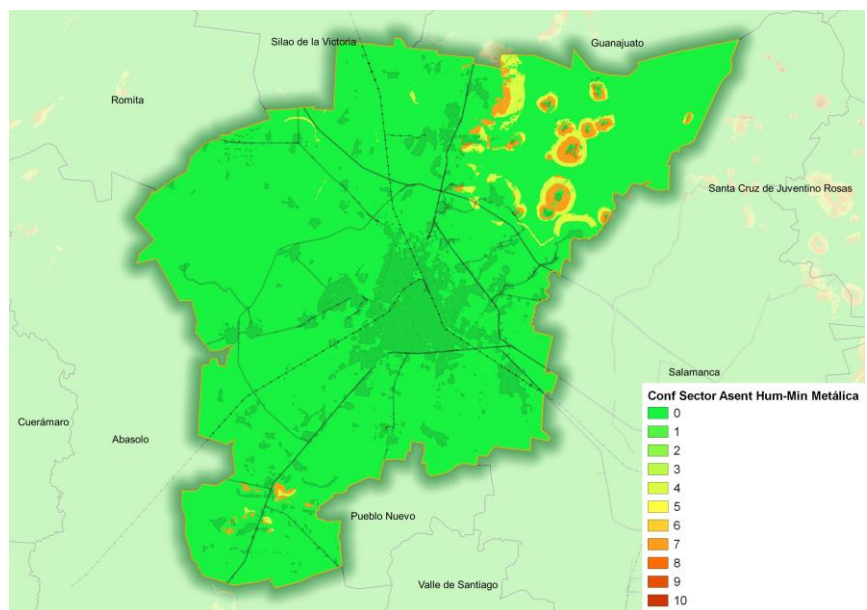 Silao de la Victoria
Guanajuato
Romita
Santa Cruz de Juventino Rosas
Salamanca
Cuerámaro
Abasolo
Pueblo Nuevo
Valle de Santiago
Conf Sector Asent Hum-Min Metálica
0
1
2
3
4
5
6
7
8
9
10